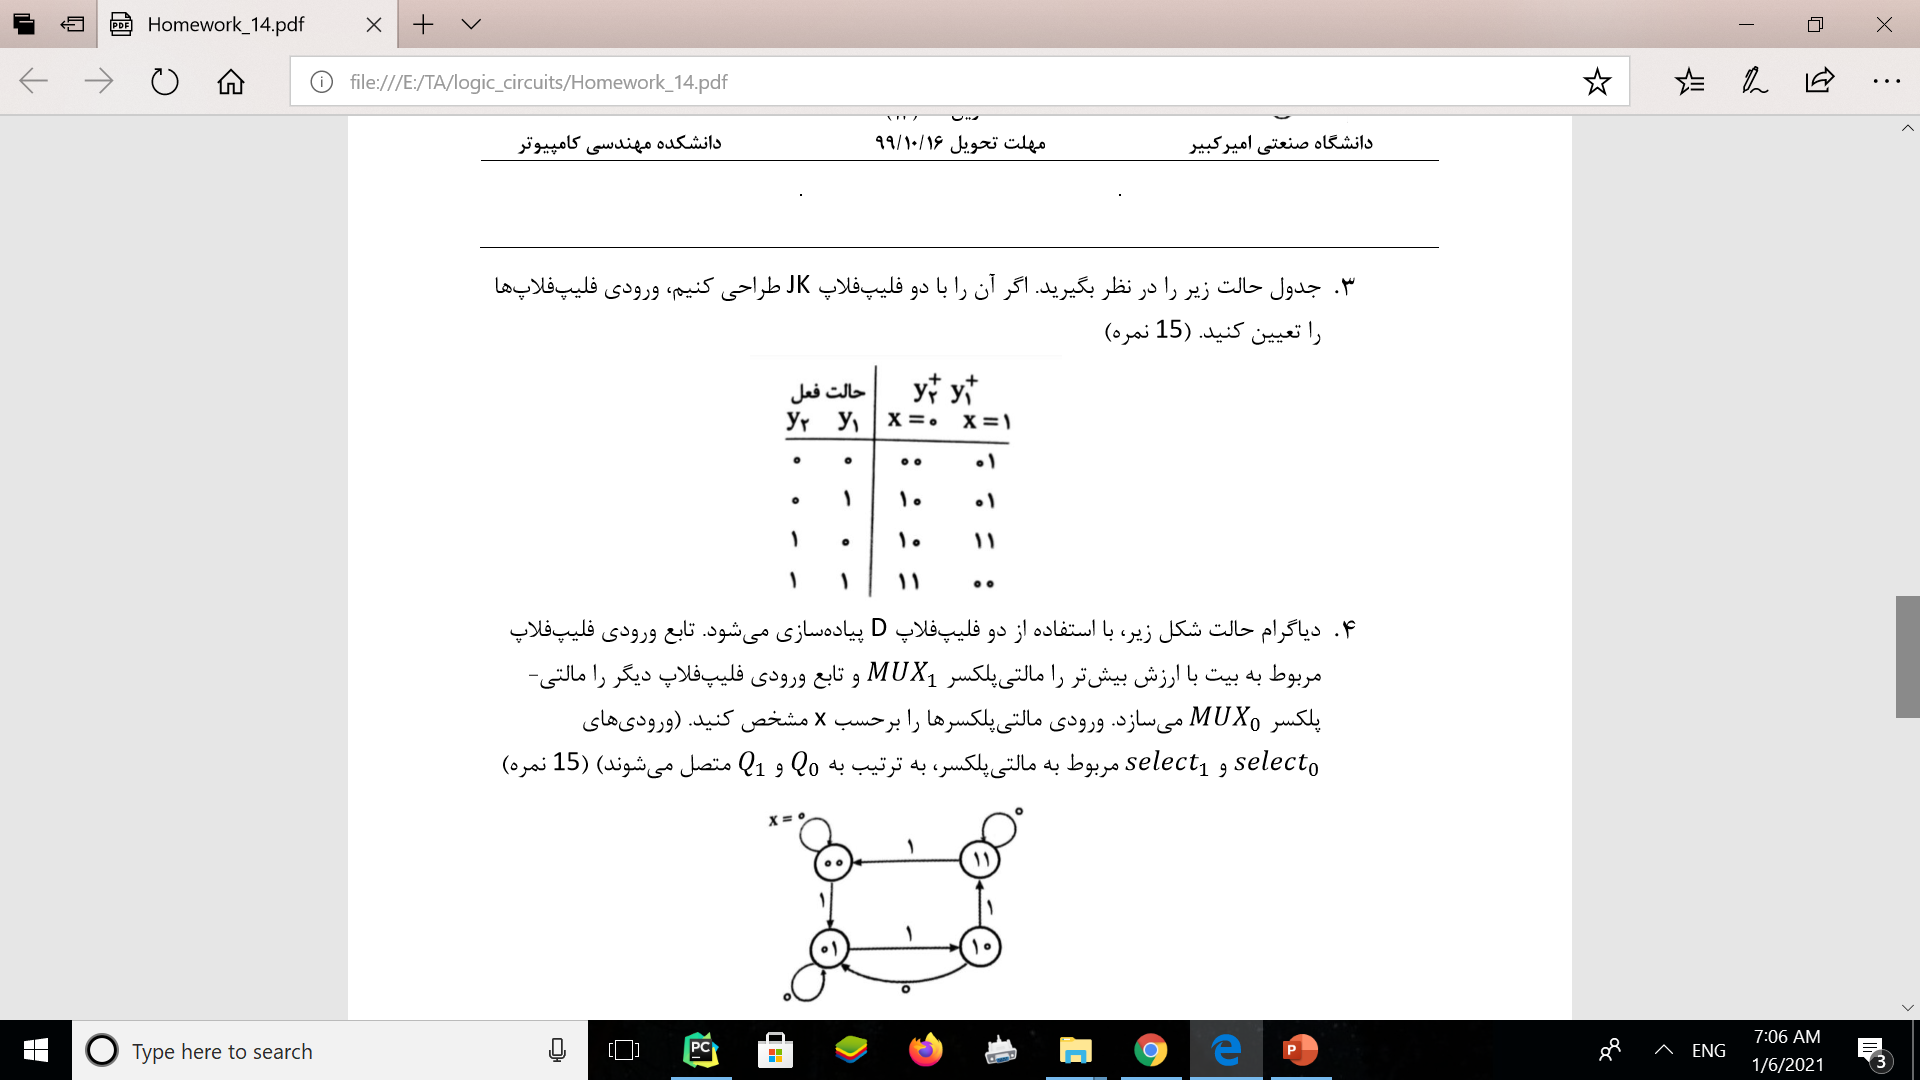 Homework_14.pdf
file:///E:/TA/logic_circuits/Homework_14.pdf
دانشگاه صنعتی امیرکبیر مهلت تحویل ۹۹/۱۰/۱۶ دانشکده مهندسی کامپیوتر
۳. جدول حالت زیر را در نظر بگیرید. اگر آن را با دو فلیپ‌فلاپ JK طراحی کنیم، ورودی فلیپ‌فلاپ‌ها
را تعیین کنید. (15 نمره)
حالت فعل y₂⁺ y₁⁺
y₂ y₁ x = ۰ x = ۱
۰ ۰ ۰۰ ۰۱
۰ ۱ ۱۰ ۰۱
۱ ۰ ۱۰ ۱۱
۱ ۱ ۱۱ ۰۰
۴. دیاگرام حالت شکل زیر، با استفاده از دو فلیپ‌فلاپ D پیاده‌سازی می‌شود. تابع ورودی فلیپ‌فلاپ
مربوط به بیت با ارزش بیش‌تر را مالتی‌پلکسر MUX₁ و تابع ورودی فلیپ‌فلاپ دیگر را مالتی-
پلکسر MUX₀ می‌سازد. ورودی مالتی‌پلکسرها را برحسب x مشخص کنید. (ورودی‌های
select₀ و select₁ مربوط به مالتی‌پلکسر، به ترتیب به Q₀ و Q₁ متصل می‌شوند) (15 نمره)
x = ۰ ۰
۰۰ ۱ ۱۱
۱ ۱
۰۱ ۱ ۱۰
۰ ۰
Type here to search
PC
P
ENG
7:06 AM
1/6/2021
3